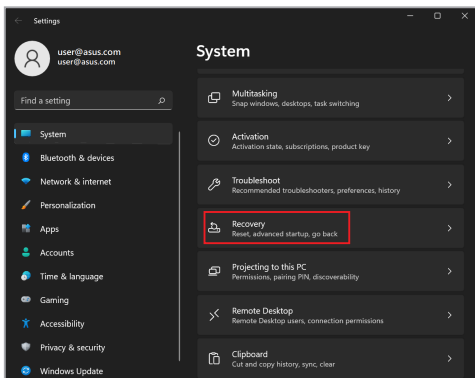 Settings
user@asus.com
user@asus.com
Find a setting
System
Bluetooth & devices
Network & internet
Personalization
Apps
Accounts
Time & language
Gaming
Accessibility
Privacy & security
Windows Update
System
Multitasking
Snap windows, desktops, task switching
Activation
Activation state, subscriptions, product key
Troubleshoot
Recommended troubleshooters, preferences, history
Recovery
Reset, advanced startup, go back
Projecting to this PC
Permissions, pairing PIN, discoverability
Remote Desktop
Remote Desktop users, connection permissions
Clipboard
Cut and copy history, sync, clear